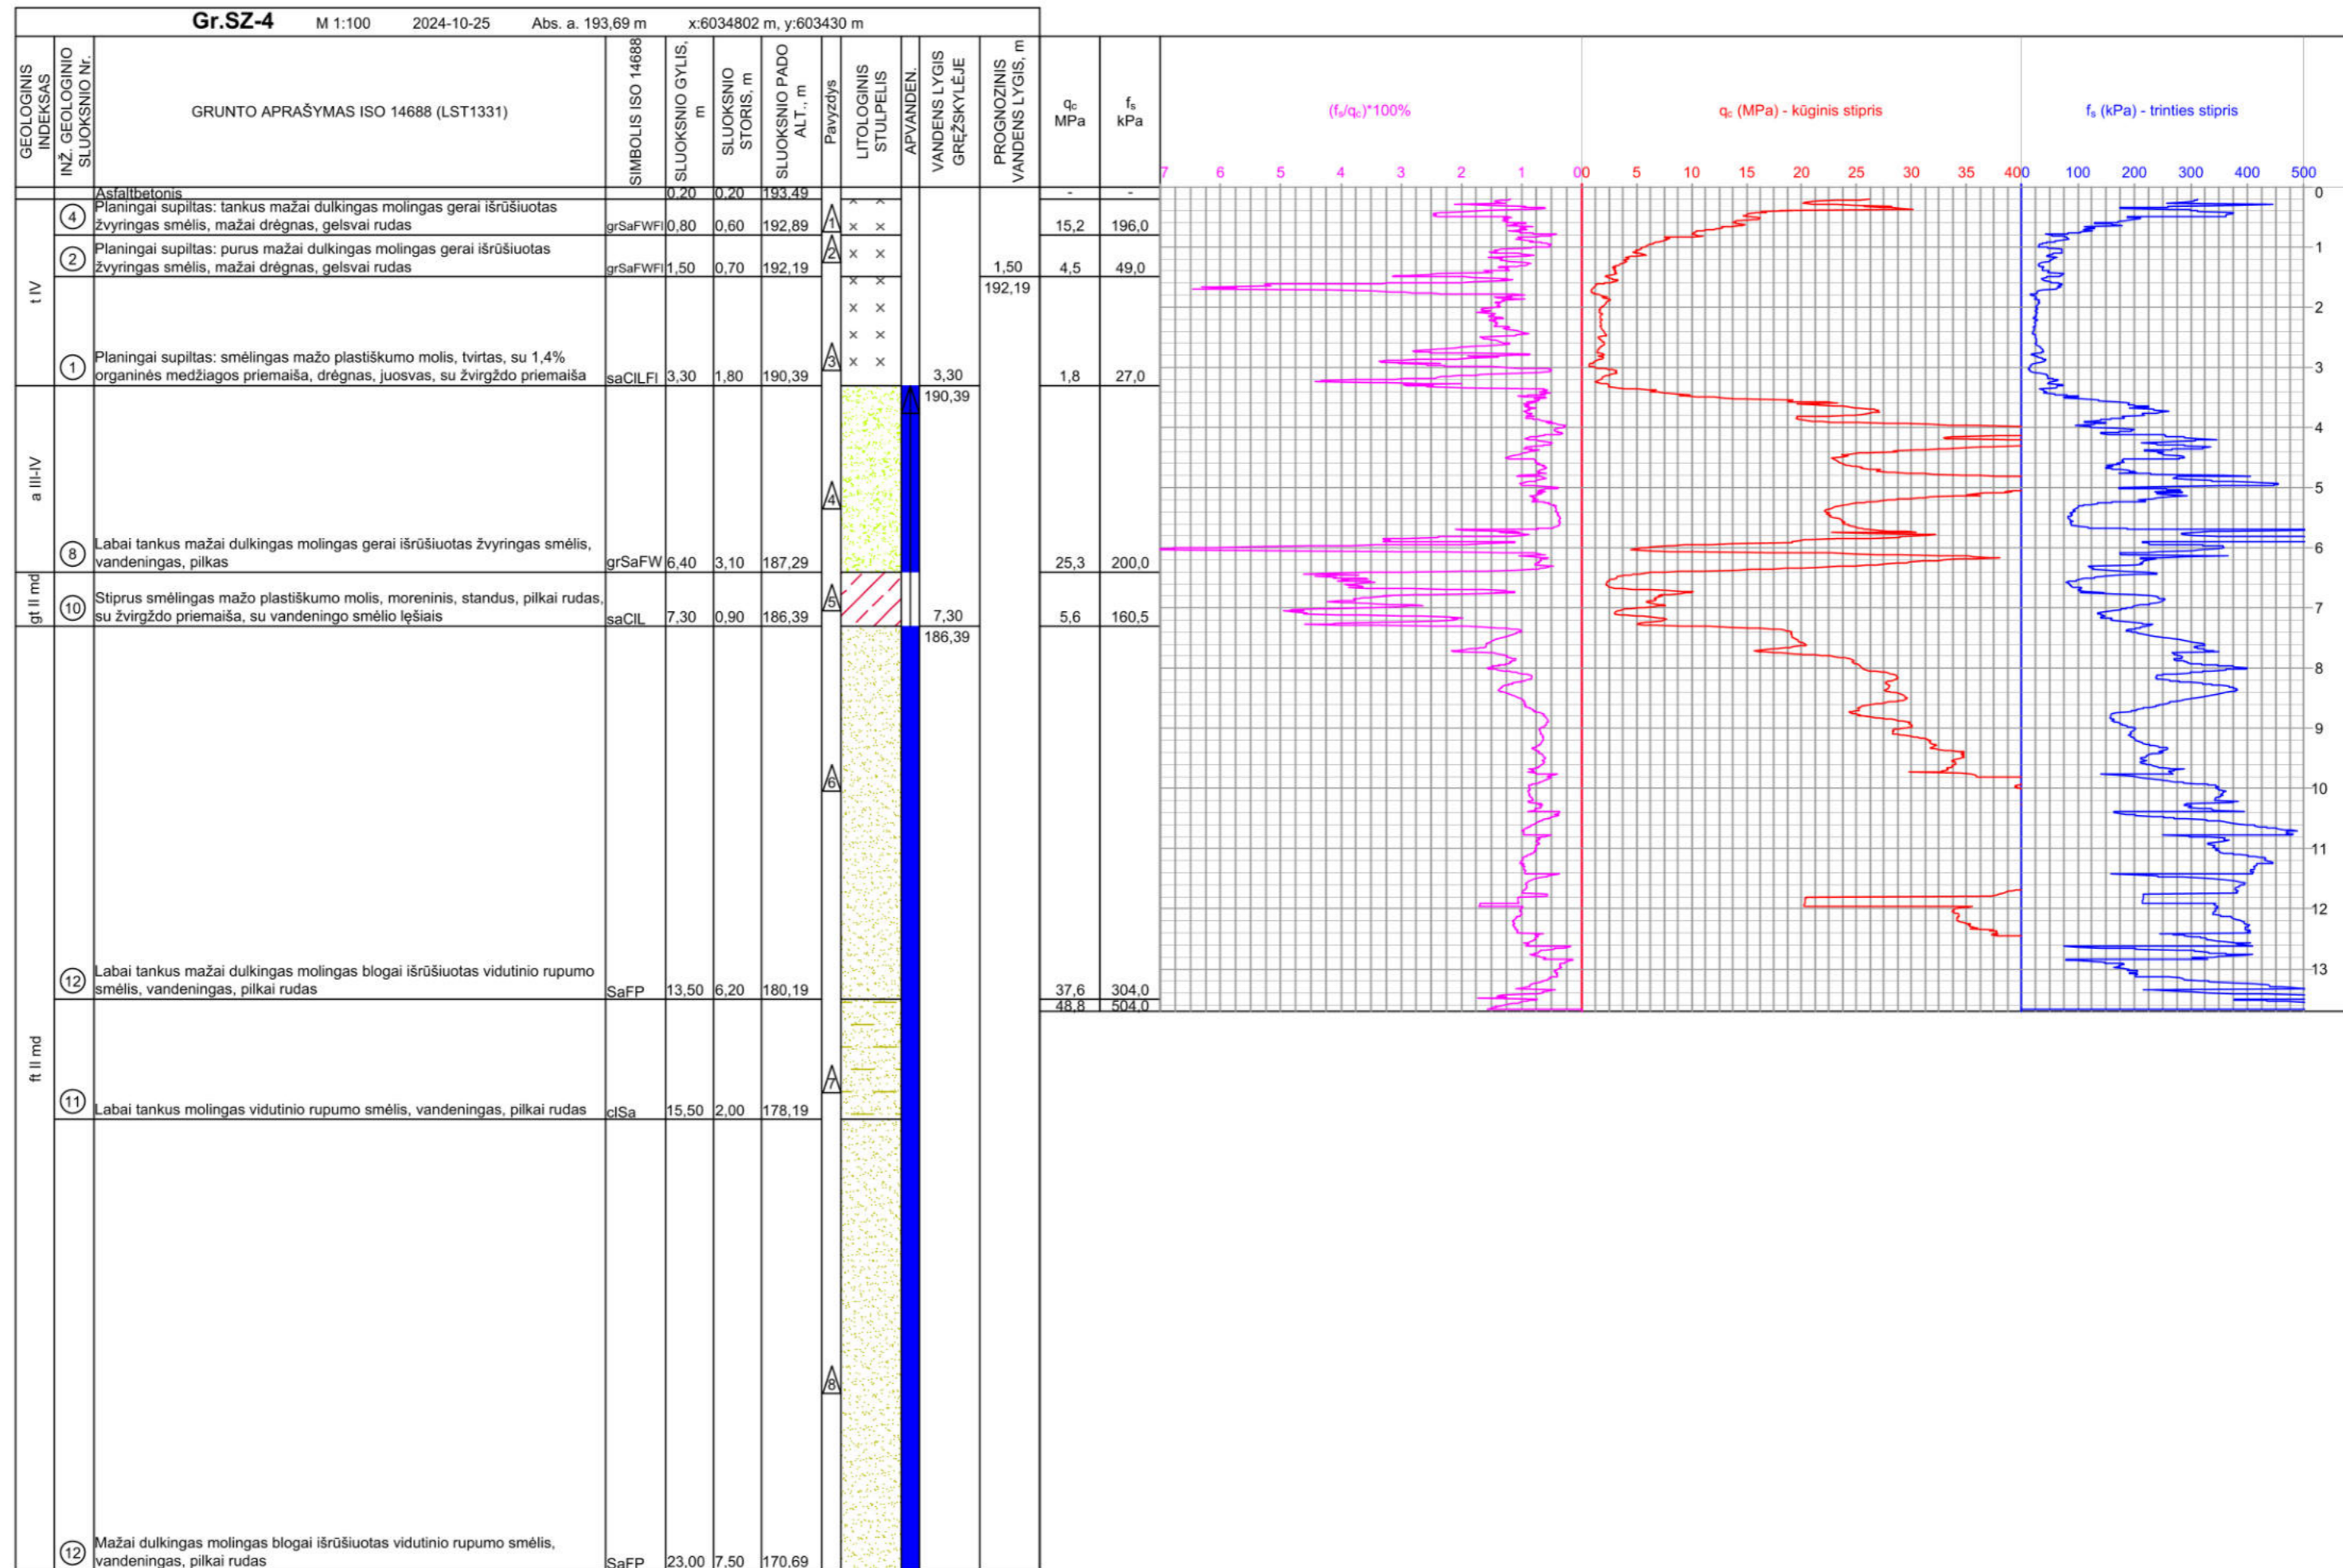 Gr.SZ-4 M 1:100 2024-10-25 Abs. a. 193,69 m x:6034802 m, y:603430 m
GEOLOGINIS INDEKSAS
INŽ. GEOLOGINIO SLUOKSNIO Nr.
GRUNTO APRAŠYMAS ISO 14688 (LST1331)
SIMBOLIS ISO 14688
SLUOKSNIO GYLIS, m
SLUOKSNIO STORIS, m
SLUOKSNIO PADO ALT., m
Pavyzdys
LITOLOGINIS STULPELIS
APVANDEN.
VANDENS LYGIS GRĘŽSKYLĖJE
PROGNOZINIS VANDENS LYGIS, m
qc MPa
fs kPa
(fs/qc)*100%
qc (MPa) - kūginis stipris
fs (kPa) - trinties stipris
7 6 5 4 3 2 1 0
0 5 10 15 20 25 30 35 40
0 100 200 300 400 500
Asfaltbetonis 0,20 0,20 193,49 - -
0
t IV
4 Planingai supiltas: tankus mažai dulkingas molingas gerai išrūšiuotas
žvyringas smėlis, mažai drėgnas, gelsvai rudas grSaFWFl 0,80 0,60 192,89 1 15,2 196,0
2 Planingai supiltas: purus mažai dulkingas molingas gerai išrūšiuotas
žvyringas smėlis, mažai drėgnas, gelsvai rudas grSaFWFl 1,50 0,70 192,19 2 1,50 4,5 49,0
192,19
1 Planingai supiltas: smėlingas mažo plastiškumo molis, tvirtas, su 1,4%
organinės medžiagos priemaiša, drėgnas, juosvas, su žvirgždo priemaiša saClLFl 3,30 1,80 190,39 3 3,30 1,8 27,0
190,39
a III-IV
4
8 Labai tankus mažai dulkingas molingas gerai išrūšiuotas žvyringas smėlis,
vandeningas, pilkas grSaFW 6,40 3,10 187,29 25,3 200,0
gt II md
10 Stiprus smėlingas mažo plastiškumo molis, moreninis, standus, pilkai rudas,
su žvirgždo priemaiša, su vandeningo smėlio lęšiais saClL 7,30 0,90 186,39 5 7,30 5,6 160,5
186,39
6
12 Labai tankus mažai dulkingas molingas blogai išrūšiuotas vidutinio rupumo
smėlis, vandeningas, pilkai rudas SaFP 13,50 6,20 180,19 37,6 304,0
48,8 504,0
ft II md
7
11 Labai tankus molingas vidutinio rupumo smėlis, vandeningas, pilkai rudas clSa 15,50 2,00 178,19
8
12 Mažai dulkingas molingas blogai išrūšiuotas vidutinio rupumo smėlis,
vandeningas, pilkai rudas SaFP 23,00 7,50 170,69
1
2
3
4
5
6
7
8
9
10
11
12
13